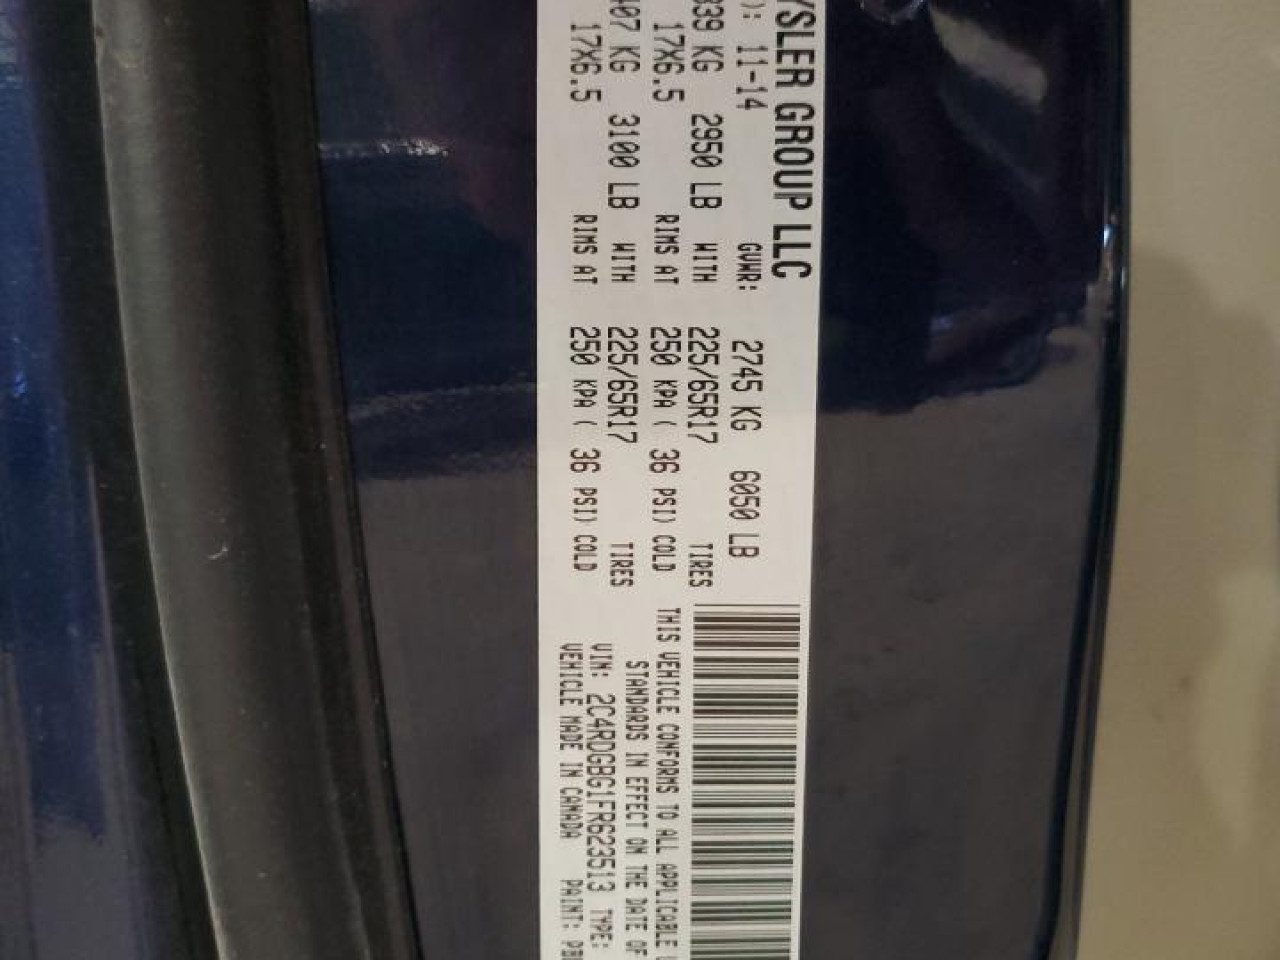 YSLER GROUP LLC
): 11-14 GVWR: 2745 KG 6050 LB
839 KG 2950 LB WITH 225/65R17 TIRES
17X6.5 RIMS AT 250 KPA ( 36 PSI) COLD
407 KG 3100 LB WITH 225/65R17 TIRES
17X6.5 RIMS AT 250 KPA ( 36 PSI) COLD
THIS VEHICLE CONFORMS TO ALL APPLICABLE
STANDARDS IN EFFECT ON THE DATE OF
VIN: 2C4RDGBG1FR623513 TYPE:
VEHICLE MADE IN CANADA PAINT: